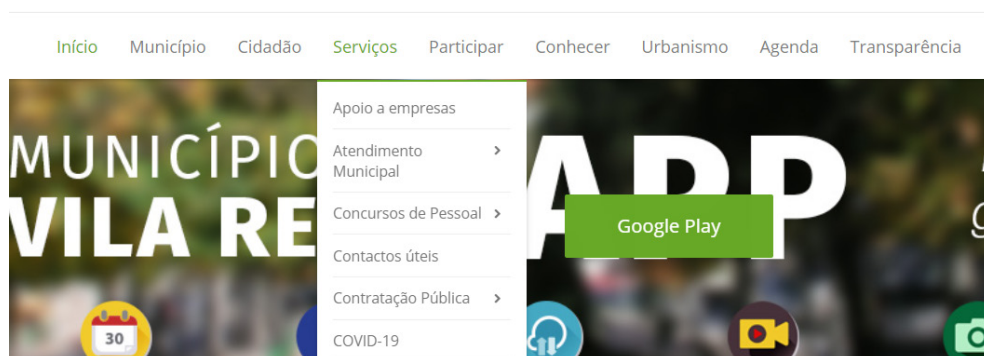 Início Município Cidadão Serviços Participar Conhecer Urbanismo Agenda Transparência
Apoio a empresas
Atendimento
Municipal
Concursos de Pessoal
Contactos úteis
Contratação Pública
COVID-19
MUNICÍPIO
VILA RE
APP
Google Play
30